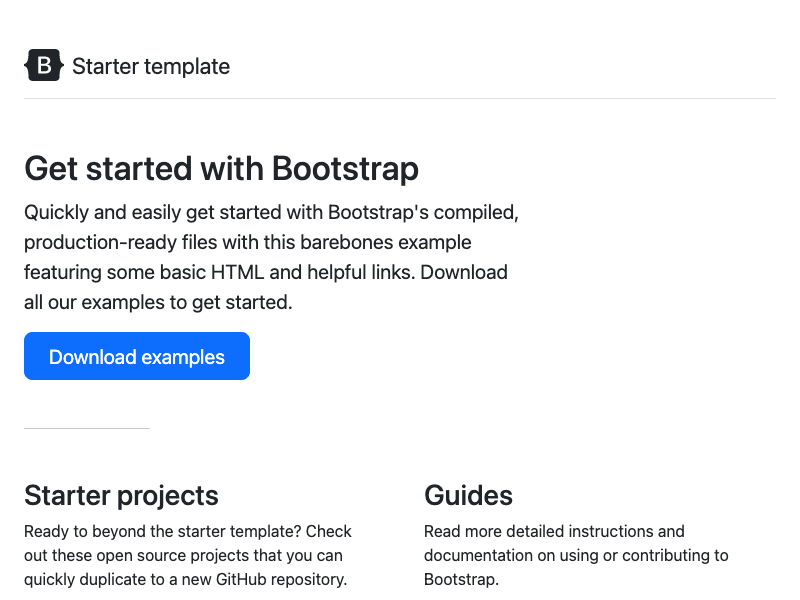 B Starter template
Get started with Bootstrap
Quickly and easily get started with Bootstrap's compiled,
production-ready files with this barebones example
featuring some basic HTML and helpful links. Download
all our examples to get started.
Download examples
Starter projects
Ready to beyond the starter template? Check
out these open source projects that you can
quickly duplicate to a new GitHub repository.
Guides
Read more detailed instructions and
documentation on using or contributing to
Bootstrap.